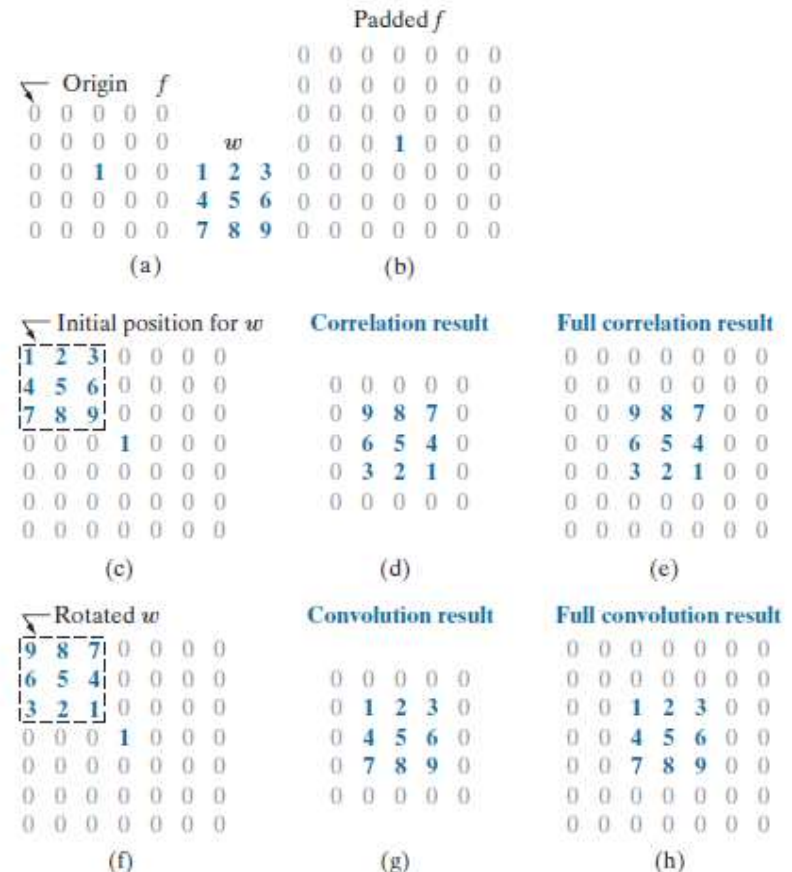 Origin f
0 0 0 0 0
0 0 0 0 0
0 0 1 0 0
0 0 0 0 0
0 0 0 0 0
w
1 2 3
4 5 6
7 8 9
(a)
Padded f
0 0 0 0 0 0 0
0 0 0 0 0 0 0
0 0 0 0 0 0 0
0 0 0 1 0 0 0
0 0 0 0 0 0 0
0 0 0 0 0 0 0
0 0 0 0 0 0 0
(b)
Initial position for w
1 2 3 0 0 0 0
4 5 6 0 0 0 0
7 8 9 0 0 0 0
0 0 0 1 0 0 0
0 0 0 0 0 0 0
0 0 0 0 0 0 0
0 0 0 0 0 0 0
(c)
Correlation result
0 0 0 0 0
0 9 8 7 0
0 6 5 4 0
0 3 2 1 0
0 0 0 0 0
(d)
Full correlation result
0 0 0 0 0 0 0
0 0 0 0 0 0 0
0 0 9 8 7 0 0
0 0 6 5 4 0 0
0 0 3 2 1 0 0
0 0 0 0 0 0 0
0 0 0 0 0 0 0
(e)
Rotated w
9 8 7 0 0 0 0
6 5 4 0 0 0 0
3 2 1 0 0 0 0
0 0 0 1 0 0 0
0 0 0 0 0 0 0
0 0 0 0 0 0 0
0 0 0 0 0 0 0
(f)
Convolution result
0 0 0 0 0
0 1 2 3 0
0 4 5 6 0
0 7 8 9 0
0 0 0 0 0
(g)
Full convolution result
0 0 0 0 0 0 0
0 0 0 0 0 0 0
0 0 1 2 3 0 0
0 0 4 5 6 0 0
0 0 7 8 9 0 0
0 0 0 0 0 0 0
0 0 0 0 0 0 0
(h)